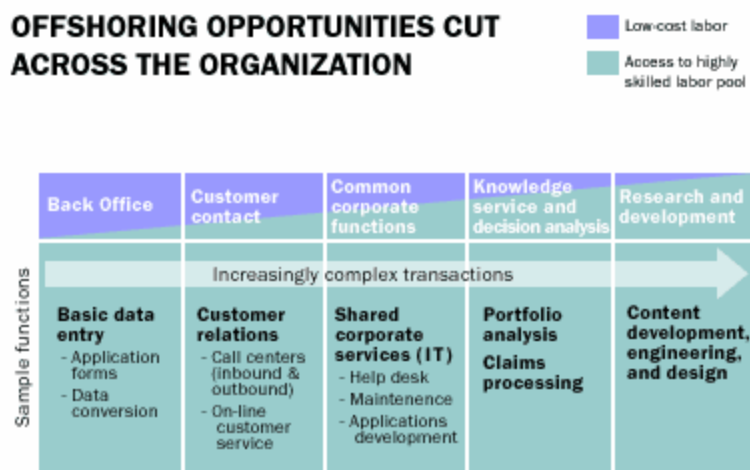 OFFSHORING OPPORTUNITIES CUT
ACROSS THE ORGANIZATION
Low-cost labor
Access to highly
skilled labor pool
Back Office
Customer
contact
Common
corporate
functions
Knowledge
service and
decision analysis
Research and
development
Increasingly complex transactions
Sample functions
Basic data
entry
- Application
forms
- Data
conversion
Customer
relations
- Call centers
(inbound &
outbound)
- On-line
customer
service
Shared
corporate
services (IT)
- Help desk
- Maintenence
- Applications
development
Portfolio
analysis
Claims
processing
Content
development,
engineering,
and design